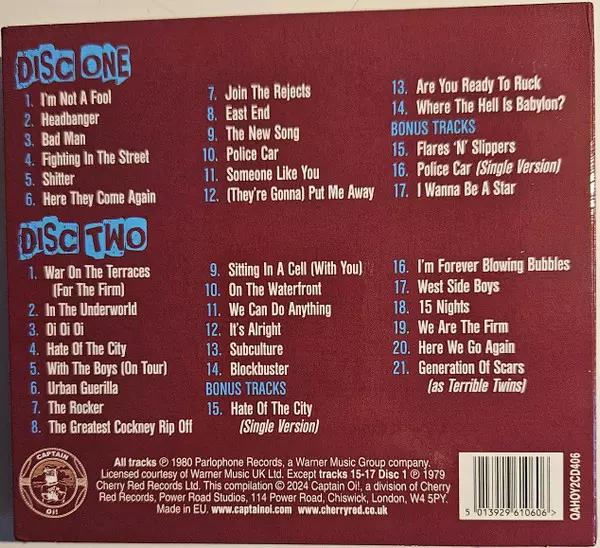 DISC ONE
1. I'm Not A Fool
2. Headbanger
3. Bad Man
4. Fighting In The Street
5. Shitter
6. Here They Come Again
7. Join The Rejects
8. East End
9. The New Song
10. Police Car
11. Someone Like You
12. (They're Gonna) Put Me Away
13. Are You Ready To Ruck
14. Where The Hell Is Babylon?
BONUS TRACKS
15. Flares 'N' Slippers
16. Police Car (Single Version)
17. I Wanna Be A Star
DISC TWO
1. War On The Terraces
(For The Firm)
2. In The Underworld
3. Oi Oi Oi
4. Hate Of The City
5. With The Boys (On Tour)
6. Urban Guerilla
7. The Rocker
8. The Greatest Cockney Rip Off
9. Sitting In A Cell (With You)
10. On The Waterfront
11. We Can Do Anything
12. It's Alright
13. Subculture
14. Blockbuster
BONUS TRACKS
15. Hate Of The City
(Single Version)
16. I'm Forever Blowing Bubbles
17. West Side Boys
18. 15 Nights
19. We Are The Firm
20. Here We Go Again
21. Generation Of Scars
(as Terrible Twins)
CAPTAIN
Oi!
All tracks ℗ 1980 Parlophone Records, a Warner Music Group company.
Licensed courtesy of Warner Music UK Ltd. Except tracks 15-17 Disc 1 ℗ 1979
Cherry Red Records Ltd. This compilation © 2024 Captain Oi!, a division of Cherry
Red Records, Power Road Studios, 114 Power Road, Chiswick, London, W4 5PY.
Made in EU. www.captainoi.com www.cherryred.co.uk
5 013929 610606 >
QAHOY2CD406